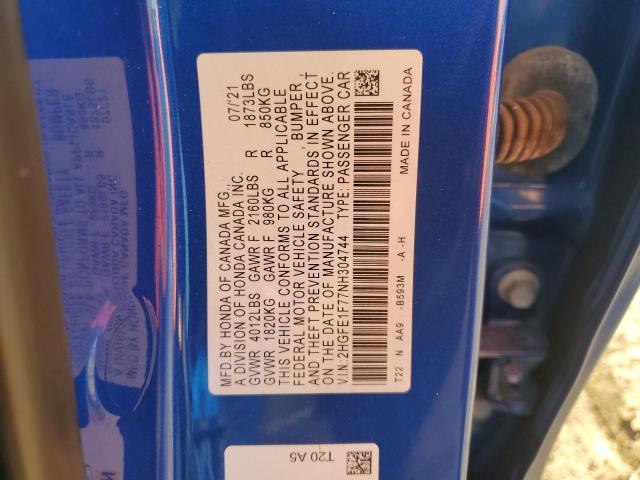 MFD.BY HONDA OF CANADA MFG., 07/'21
A DIVISION OF HONDA CANADA INC.
GVWR 4012LBS GAWR F 2160LBS R 1873LBS
GVWR 1820KG GAWR F 980KG R 850KG
THIS VEHICLE CONFORMS TO ALL APPLICABLE
FEDERAL MOTOR VEHICLE SAFETY, BUMPER,
AND THEFT PREVENTION STANDARDS IN EFFECT
ON THE DATE OF MANUFACTURE SHOWN ABOVE.
V.I.N.:2HGFE1F77NH304744 TYPE: PASSENGER CAR
T22 N AA9 -B593M -A -H MADE IN CANADA
T20 A5